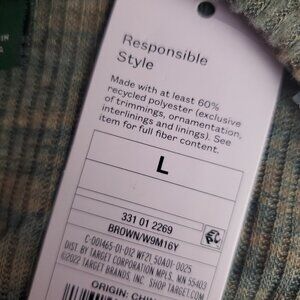 IN
Responsible
Style
Made with at least 60%
recycled polyester (exclusive
of trimmings, ornamentation,
interlinings and linings). See
item for full fiber content.
L
331 01 2269
BROWN/W9M16Y
C-001465-01-012 WF21 50A01-0025
DIST. BY TARGET CORPORATION MPLS, MN 55403
©2022 TARGET BRANDS, INC. Shop Target
ORIGIN: